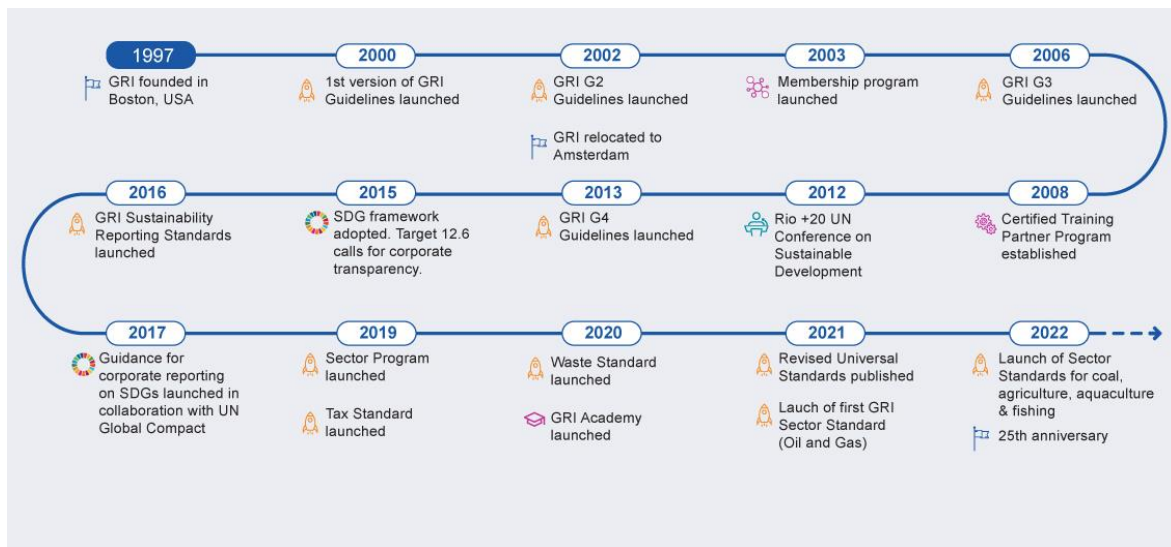 1997
GRI founded in
Boston, USA
2000
1st version of GRI
Guidelines launched
2002
GRI G2
Guidelines launched
GRI relocated to
Amsterdam
2003
Membership program
launched
2006
GRI G3
Guidelines launched
2008
Certified Training
Partner Program
established
2012
Rio +20 UN
Conference on
Sustainable
Development
2013
GRI G4
Guidelines launched
2015
SDG framework
adopted. Target 12.6
calls for corporate
transparency.
2016
GRI Sustainability
Reporting Standards
launched
2017
Guidance for
corporate reporting
on SDGs launched in
collaboration with UN
Global Compact
2019
Sector Program
launched
Tax Standard
launched
2020
Waste Standard
launched
GRI Academy
launched
2021
Revised Universal
Standards published
Lauch of first GRI
Sector Standard
(Oil and Gas)
2022
Launch of Sector
Standards for coal,
agriculture, aquaculture
& fishing
25th anniversary